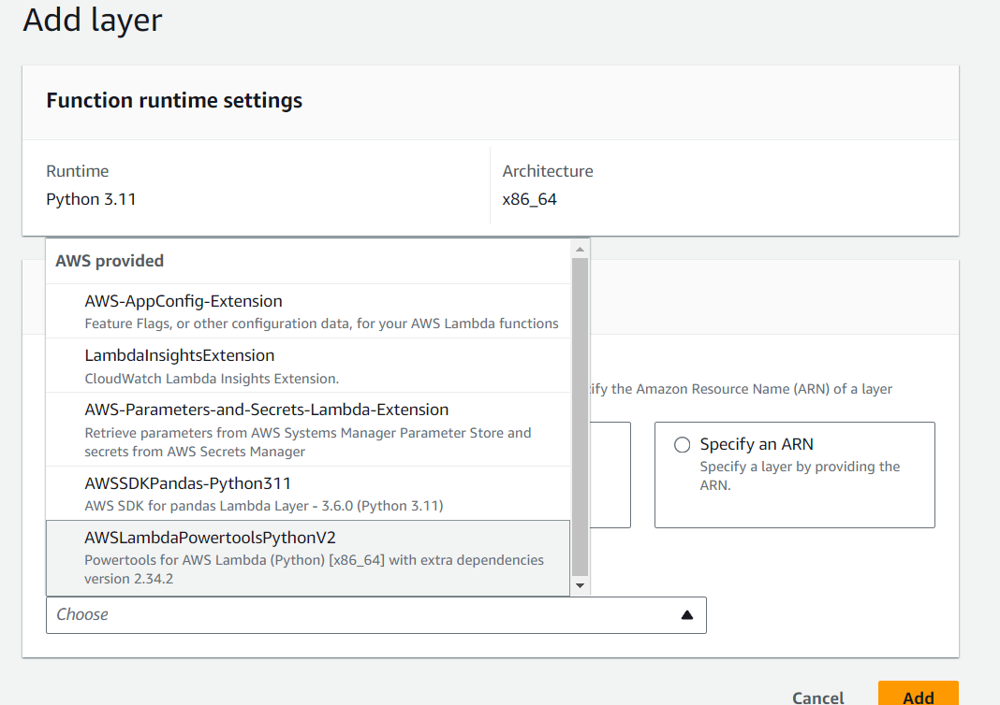 Add layer
Function runtime settings
Runtime
Python 3.11
Architecture
x86_64
AWS provided
AWS-AppConfig-Extension
Feature Flags, or other configuration data, for your AWS Lambda functions
LambdaInsightsExtension
CloudWatch Lambda Insights Extension.
AWS-Parameters-and-Secrets-Lambda-Extension
Retrieve parameters from AWS Systems Manager Parameter Store and
secrets from AWS Secrets Manager
AWSSDKPandas-Python311
AWS SDK for pandas Lambda Layer - 3.6.0 (Python 3.11)
AWSLambdaPowertoolsPythonV2
Powertools for AWS Lambda (Python) [x86_64] with extra dependencies
version 2.34.2
the Amazon Resource Name (ARN) of a layer
Specify an ARN
Specify a layer by providing the
ARN.
Choose
Cancel
Add